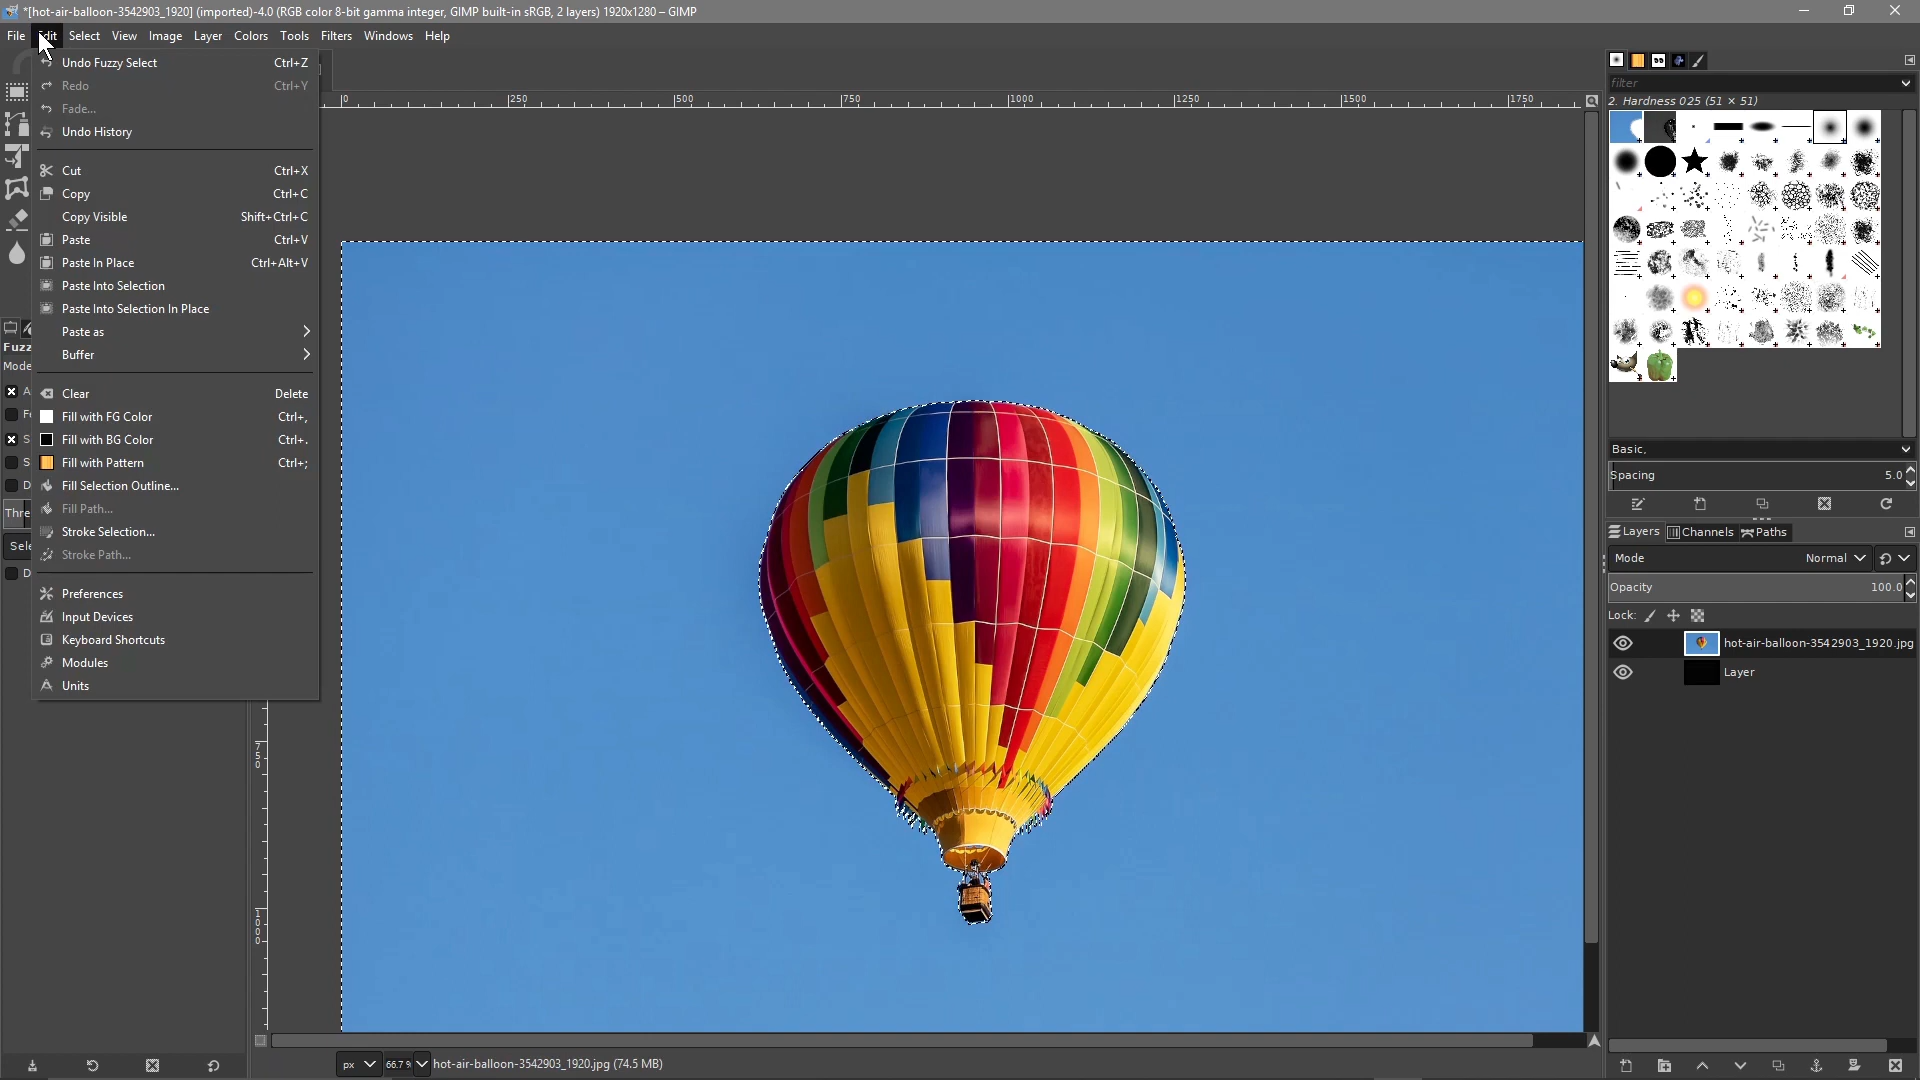 *[hot-air-balloon-3542903_1920] (imported)-4.0 (RGB color 8-bit gamma integer, GIMP built-in sRGB, 2 layers) 1920x1280 – GIMP
File Edit Select View Image Layer Colors Tools Filters Windows Help
Undo Fuzzy Select Ctrl+Z
Redo Ctrl+Y
Fade...
Undo History
Cut Ctrl+X
Copy Ctrl+C
Copy Visible Shift+Ctrl+C
Paste Ctrl+V
Paste In Place Ctrl+Alt+V
Paste Into Selection
Paste Into Selection In Place
Paste as
Buffer
Clear Delete
Fill with FG Color Ctrl+,
Fill with BG Color Ctrl+.
Fill with Pattern Ctrl+;
Fill Selection Outline...
Fill Path...
Stroke Selection...
Stroke Path...
Preferences
Input Devices
Keyboard Shortcuts
Modules
Units
Fuzz
Mode
Thre
Sele
0 250 500 750 1000 1250 1500 1750
750
1000
px 66.7 % hot-air-balloon-3542903_1920.jpg (74.5 MB)
filter
2. Hardness 025 (51 × 51)
Basic,
Spacing 5.0
Layers Channels Paths
Mode Normal
Opacity 100.0
Lock:
hot-air-balloon-3542903_1920.jpg
Layer